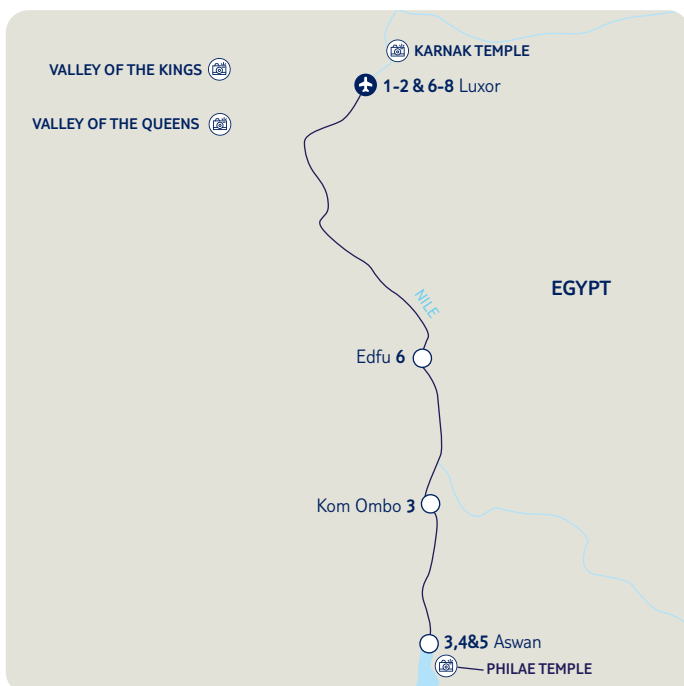 KARNAK TEMPLE
VALLEY OF THE KINGS
1-2 & 6-8 Luxor
VALLEY OF THE QUEENS
EGYPT
NILE
Edfu 6
Kom Ombo 3
3,4&5 Aswan
PHILAE TEMPLE